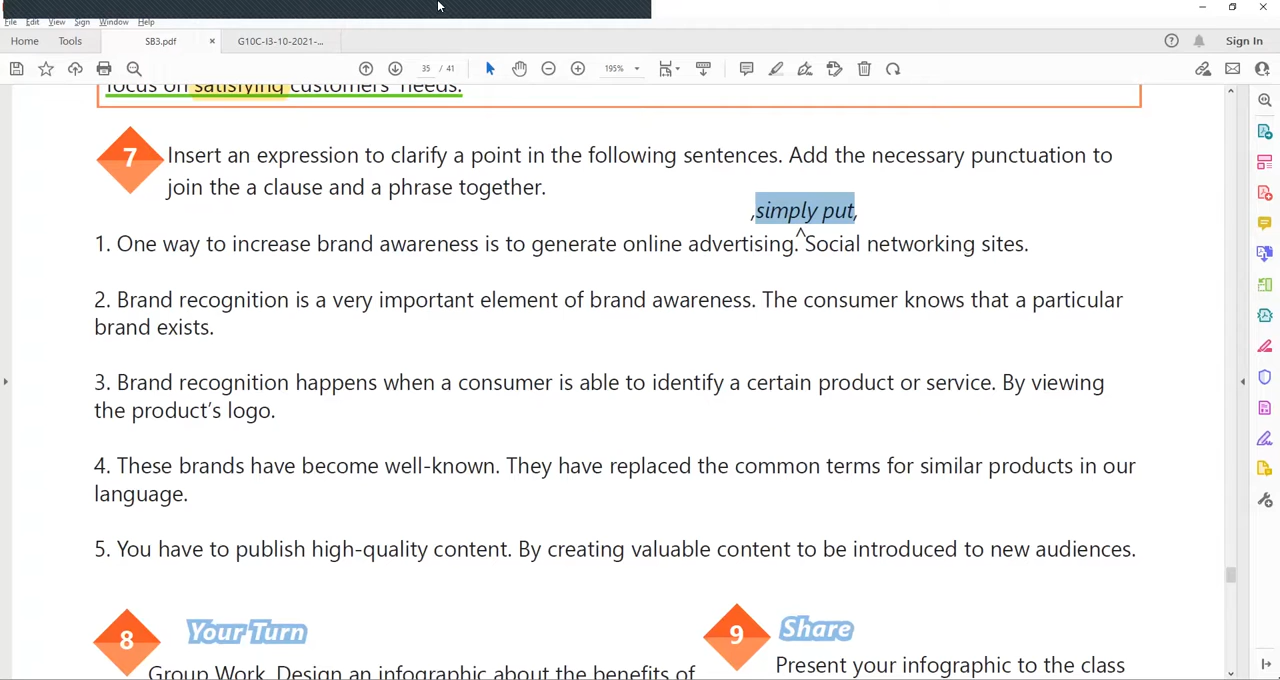 File Edit View Sign Window Help
Home Tools SB3.pdf × G10C-I3-10-2021-... Sign In
35 / 41 195%
focus on satisfying customers' needs.
7 Insert an expression to clarify a point in the following sentences. Add the necessary punctuation to
join the a clause and a phrase together.
,simply put,
1. One way to increase brand awareness is to generate online advertising.^Social networking sites.
2. Brand recognition is a very important element of brand awareness. The consumer knows that a particular
brand exists.
3. Brand recognition happens when a consumer is able to identify a certain product or service. By viewing
the product's logo.
4. These brands have become well-known. They have replaced the common terms for similar products in our
language.
5. You have to publish high-quality content. By creating valuable content to be introduced to new audiences.
8 Your Turn
Group Work. Design an infographic about the benefits of
9 Share
Present your infographic to the class